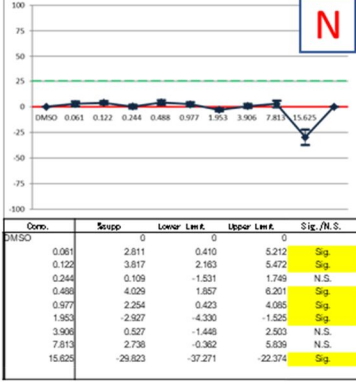 100
N
75
50
25
0
DMSO 0.061 0.122 0.244 0.488 0.977 1.953 3.906 7.813 15.625
-25
-50
-75
-100
Conc. %supp Lower Limit Upper Limit Sig./N.S.
DMSO 0 0 0
0.061 2.811 0.410 5.212 Sig.
0.122 3.817 2.163 5.472 Sig.
0.244 0.109 -1.531 1.749 N.S.
0.488 4.029 1.857 6.201 Sig.
0.977 2.254 0.423 4.085 Sig.
1.953 -2.927 -4.330 -1.525 Sig.
3.906 0.527 -1.448 2.503 N.S.
7.813 2.738 -0.362 5.839 N.S.
15.625 -29.823 -37.271 -22.374 Sig.